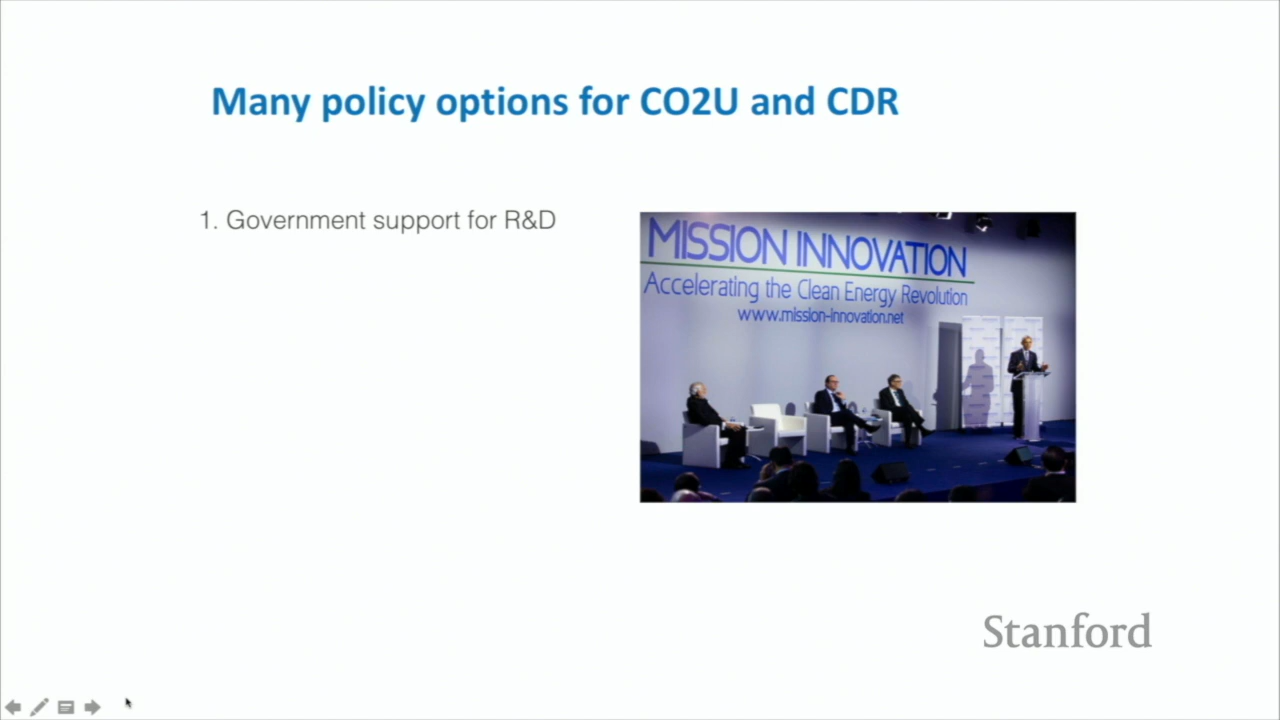 Many policy options for CO2U and CDR
1. Government support for R&D
MISSION INNOVATION
Accelerating the Clean Energy Revolution
www.mission-innovation.net
Stanford